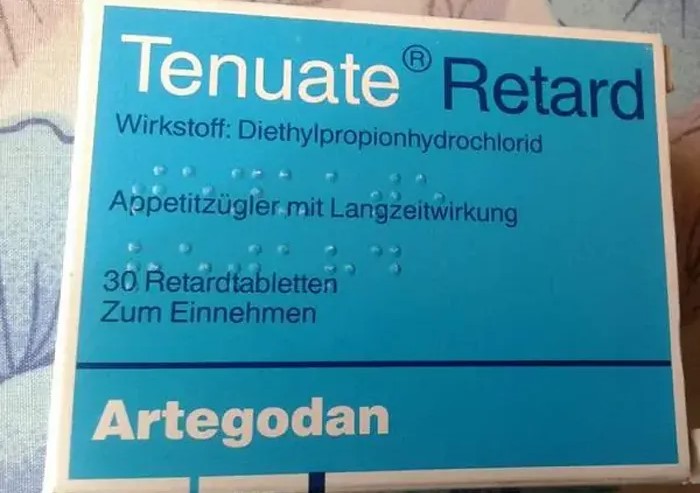 Tenuate® Retard
Wirkstoff: Diethylpropionhydrochlorid
Appetitzügler mit Langzeitwirkung
30 Retardtabletten
Zum Einnehmen
Artegodan